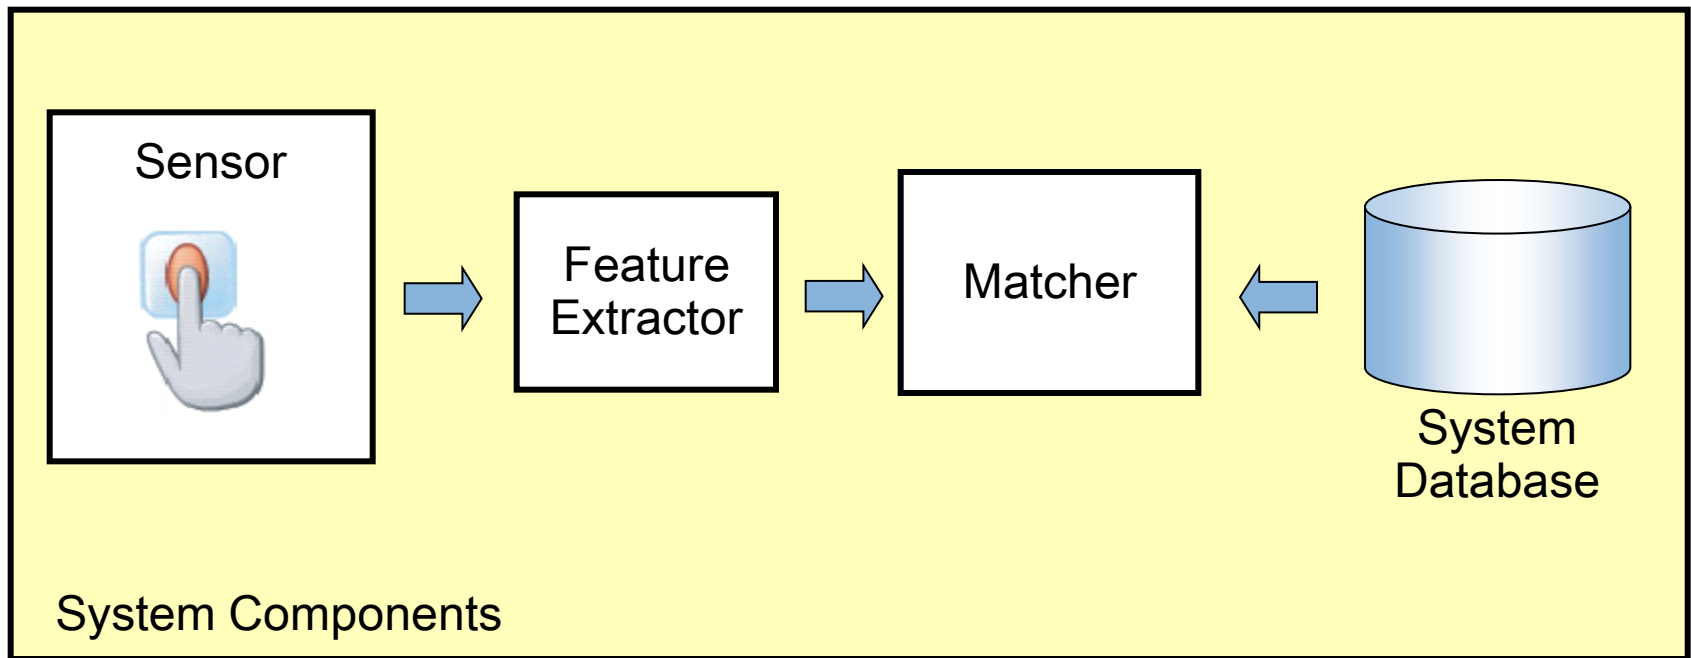 Sensor
Feature
Extractor
Matcher
System
Database
System Components